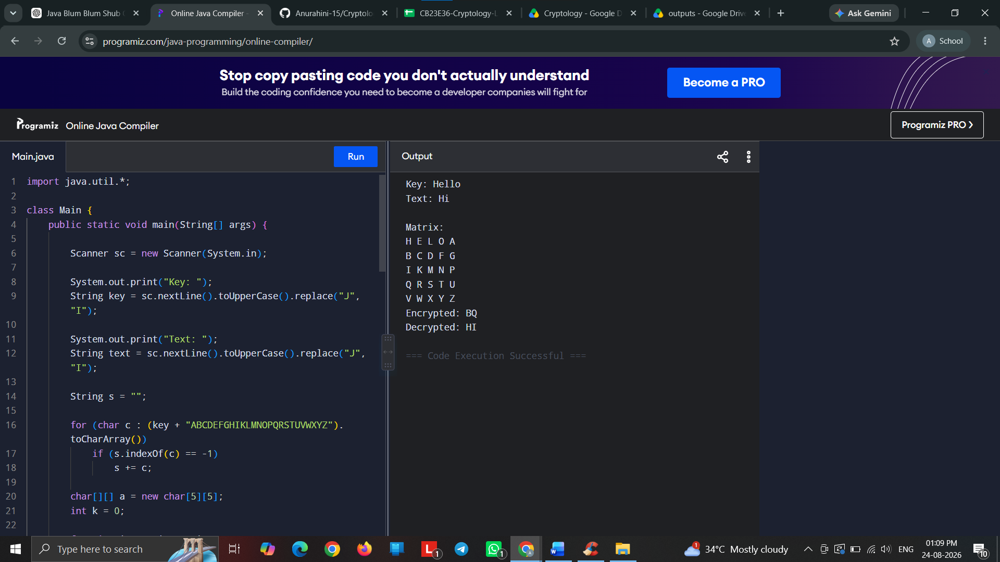 Java Blum Blum Shub
Online Java Compiler -
Anurahini-15/Cryptolo
CB23E36-Cryptology-L
Cryptology - Google D
outputs - Google Drive
Ask Gemini
programiz.com/java-programming/online-compiler/
A School
Stop copy pasting code you don't actually understand
Build the coding confidence you need to become a developer companies will fight for
Become a PRO
Programiz Online Java Compiler
Programiz PRO
Main.java
Run
1 import java.util.*;
2
3 class Main {
4 public static void main(String[] args) {
5
6 Scanner sc = new Scanner(System.in);
7
8 System.out.print("Key: ");
9 String key = sc.nextLine().toUpperCase().replace("J",
"I");
10
11 System.out.print("Text: ");
12 String text = sc.nextLine().toUpperCase().replace("J",
"I");
13
14 String s = "";
15
16 for (char c : (key + "ABCDEFGHIKLMNOPQRSTUVWXYZ").
toCharArray())
17 if (s.indexOf(c) == -1)
18 s += c;
19
20 char[][] a = new char[5][5];
21 int k = 0;
22
Output
Key: Hello
Text: Hi
Matrix:
H E L O A
B C D F G
I K M N P
Q R S T U
V W X Y Z
Encrypted: BQ
Decrypted: HI
=== Code Execution Successful ===
Type here to search
L 1
1
A
W
1
34°C Mostly cloudy
ENG
01:09 PM
24-08-2026
10